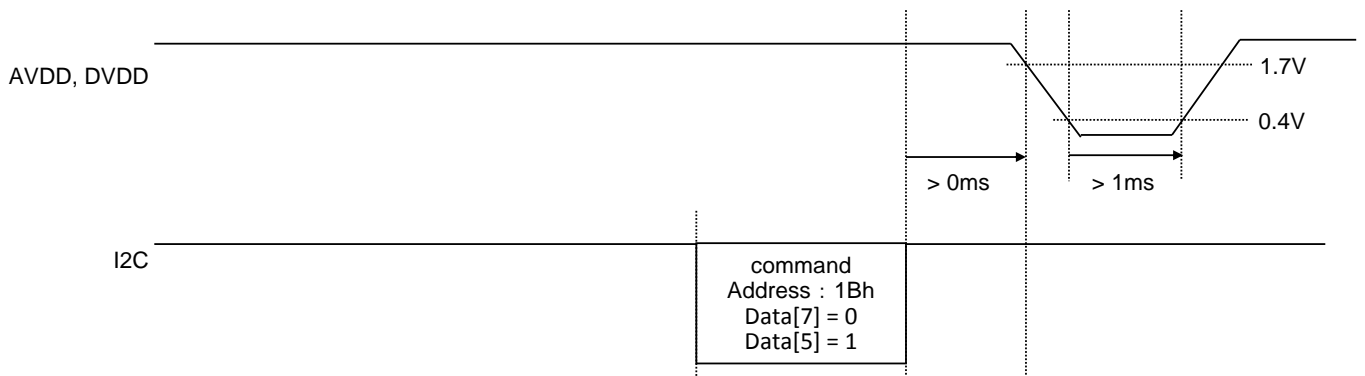 AVDD, DVDD
1.7V
0.4V
> 0ms
> 1ms
I2C
command
Address : 1Bh
Data[7] = 0
Data[5] = 1